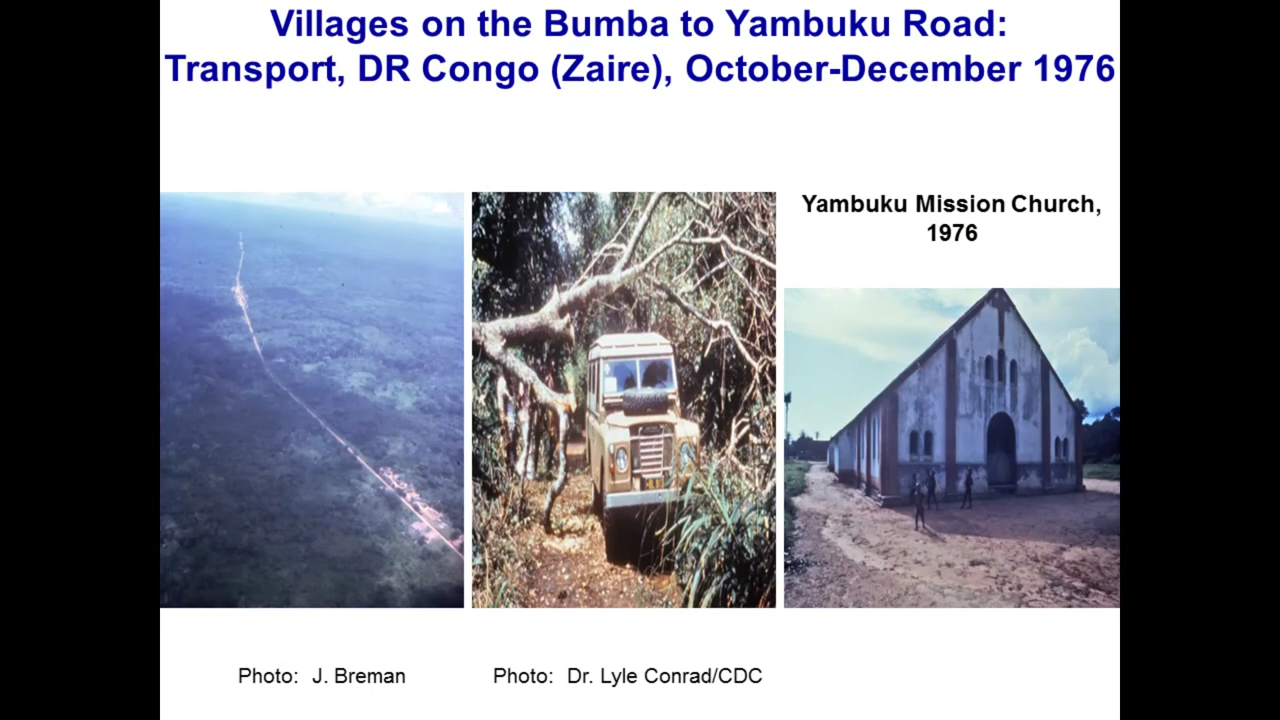 Villages on the Bumba to Yambuku Road:
Transport, DR Congo (Zaire), October-December 1976
Yambuku Mission Church,
1976
Photo: J. Breman
Photo: Dr. Lyle Conrad/CDC